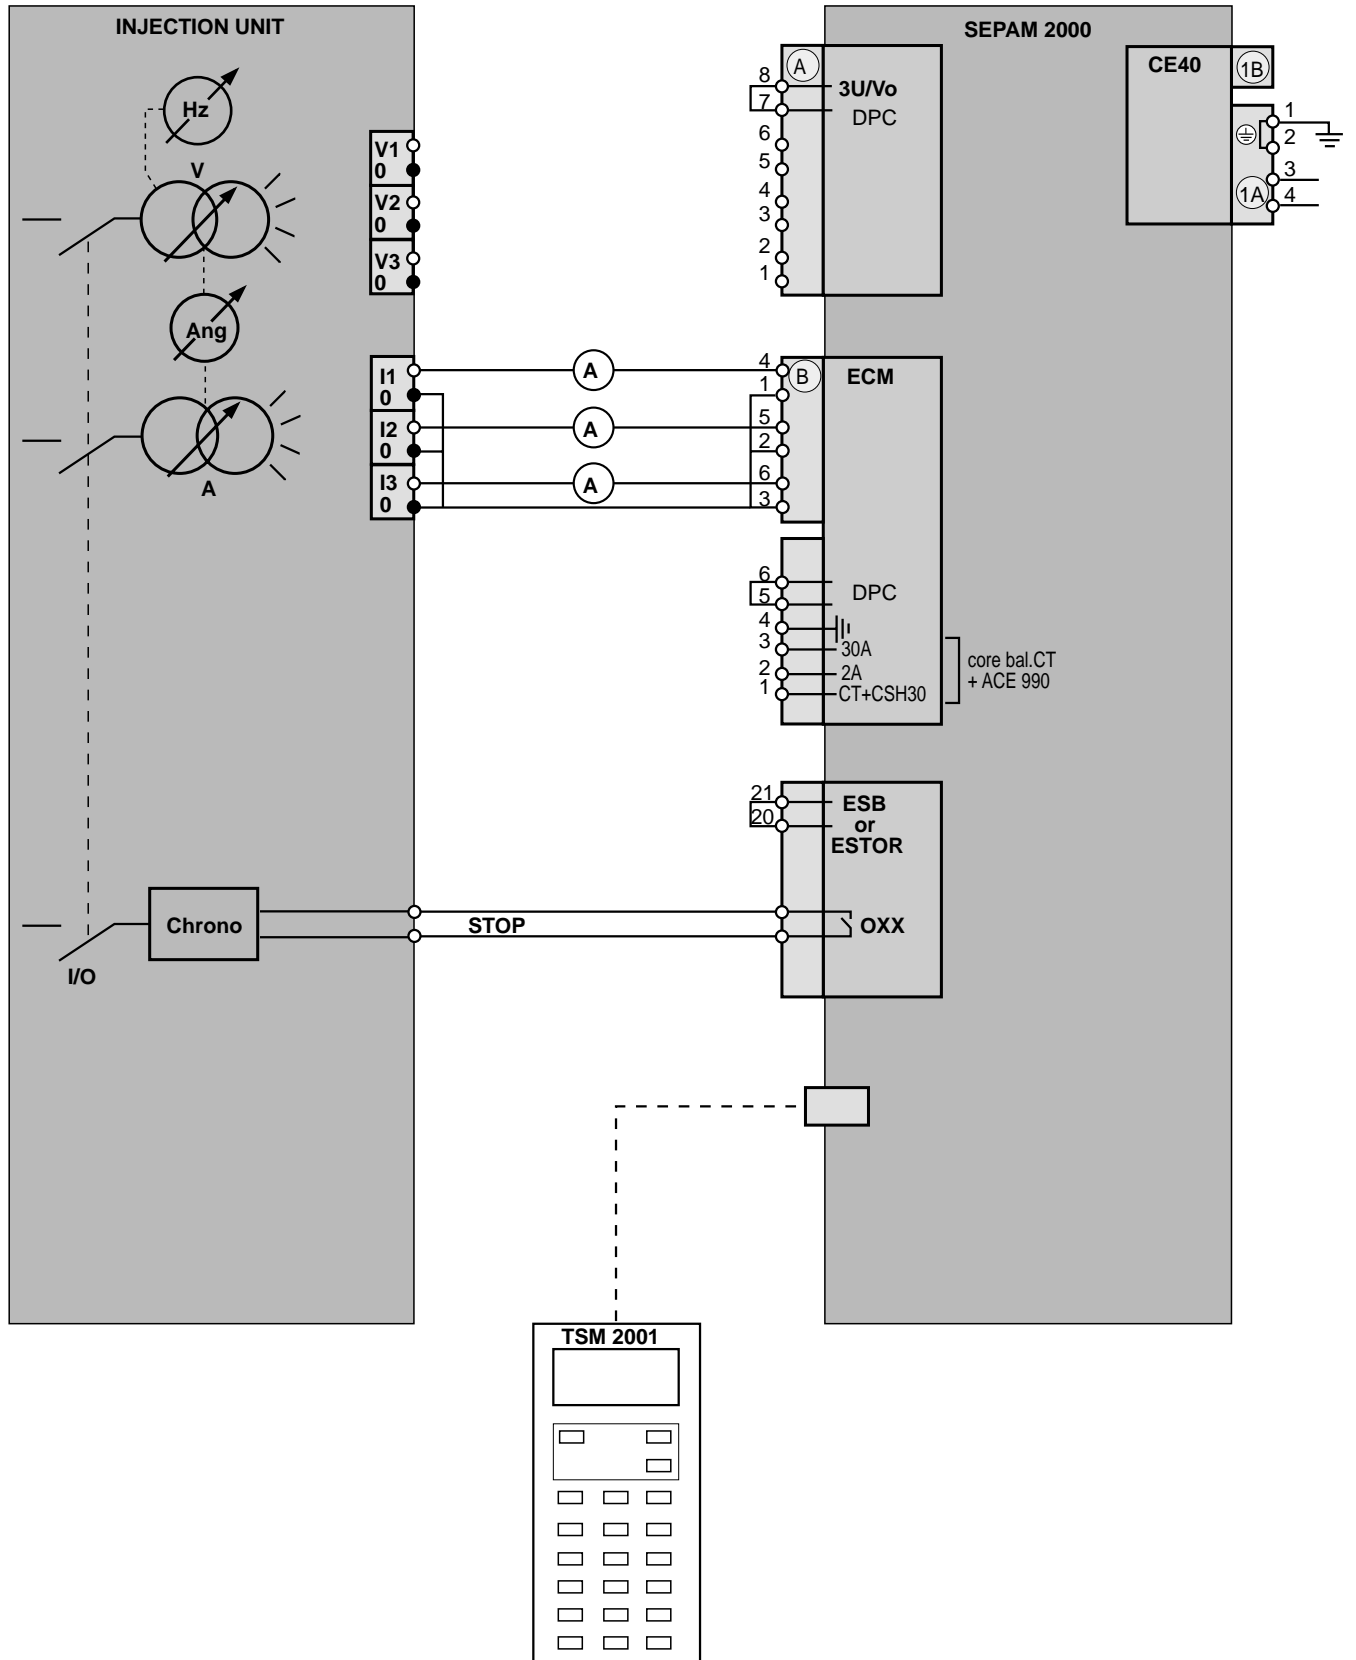 INJECTION UNIT
Hz
V
Ang
A
V1
0
V2
0
V3
0
I1
0
I2
0
I3
0
A
A
A
Chrono
I/O
STOP
SEPAM 2000
A
8
7
6
5
4
3
2
1
3U/Vo
DPC
CE40
1B
1
2
3
1A
4
B
ECM
4
1
5
2
6
3
6
5
4
3
2
1
DPC
30A
2A
CT+CSH30
core bal.CT
+ ACE 990
21
20
ESB
or
ESTOR
OXX
TSM 2001